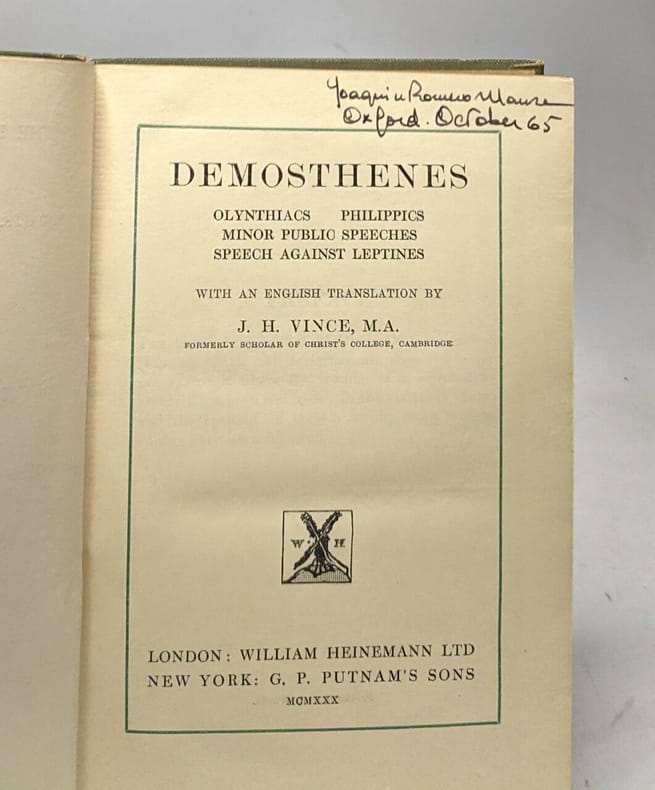 Joaquin Romero Maura
Oxford. October 65
DEMOSTHENES
OLYNTHIACS PHILIPPICS
MINOR PUBLIC SPEECHES
SPEECH AGAINST LEPTINES
WITH AN ENGLISH TRANSLATION BY
J. H. VINCE, M.A.
FORMERLY SCHOLAR OF CHRIST'S COLLEGE, CAMBRIDGE
W · H
LONDON: WILLIAM HEINEMANN LTD
NEW YORK: G. P. PUTNAM'S SONS
MCMXXX